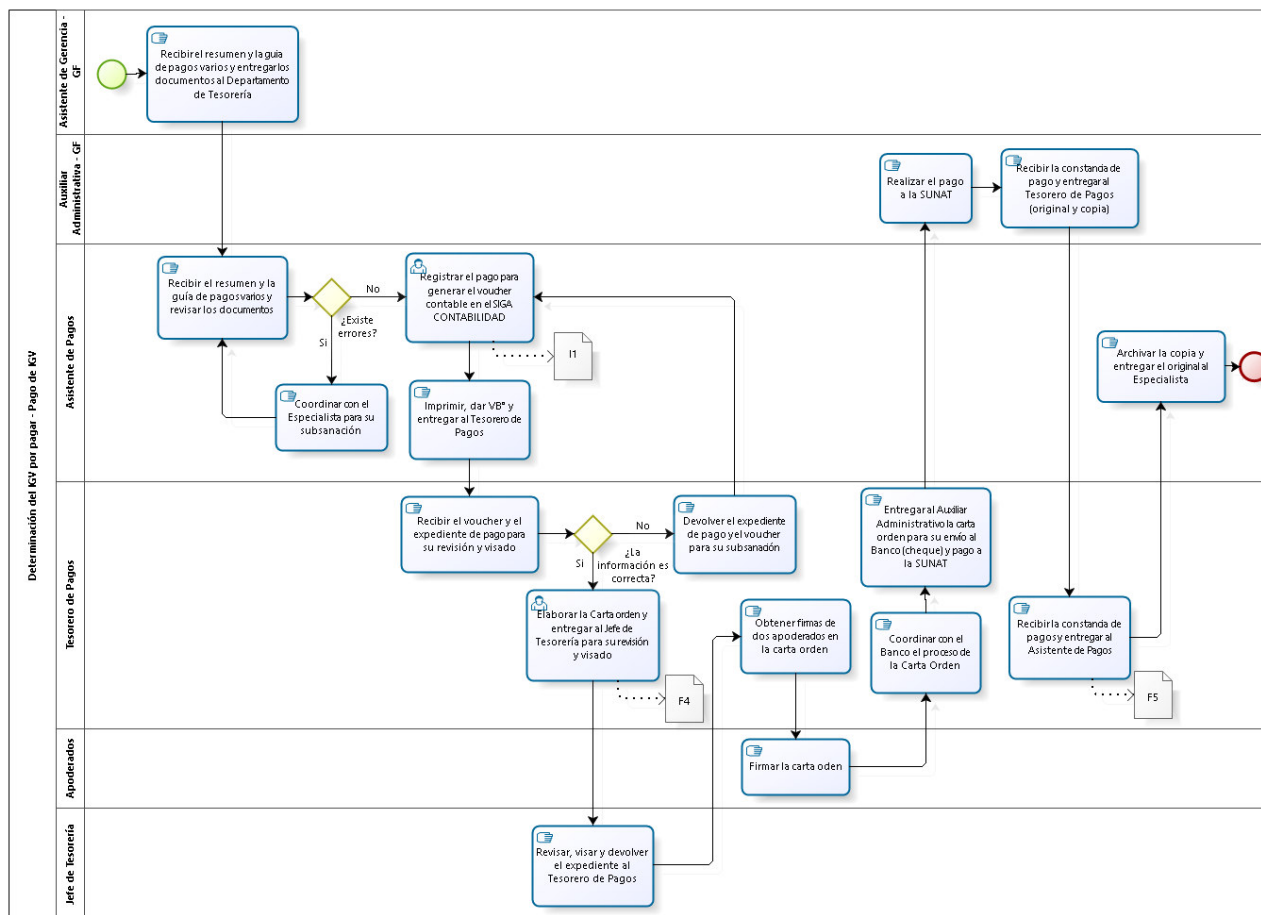 Determinación del IGV por pagar - Pago de IGV
Asistente de Gerencia -
GF
Recibir el resumen y la guia
de pagos varios y entregar los
documentos al Departamento
de Tesorería
Auxiliar
Administrativa - GF
Realizar el pago
a la SUNAT
Recibir la constancia de
pago y entregar al
Tesorero de Pagos
(original y copia)
Asistente de Pagos
Recibir el resumen y la
guía de pagos varios y
revisar los documentos
No
¿Existe
errores?
Si
Registrar el pago para
generar el voucher
contable en el SIGA
CONTABILIDAD
I1
Coordinar con el
Especialista para su
subsanación
Imprimir, dar VB° y
entregar al Tesorero de
Pagos
Archivar la copia y
entregar el original al
Especialista
Tesorero de Pagos
Recibir el voucher y el
expediente de pago para
su revisión y visado
No
¿La
información es
correcta?
Si
Devolver el expediente
de pago y el voucher
para su subsanación
Entregar al Auxiliar
Administrativo la carta
orden para su envío al
Banco (cheque) y pago a
la SUNAT
Elaborar la Carta orden y
entregar al Jefe de
Tesorería para su revisión
y visado
F4
Obtener firmas de
dos apoderados en
la carta orden
Coordinar con el
Banco el proceso de
la Carta Orden
Recibir la constancia de
pagos y entregar al
Asistente de Pagos
F5
Apoderados
Firmar la carta oden
Jefe de Tesorería
Revisar, visar y devolver
el expediente al
Tesorero de Pagos